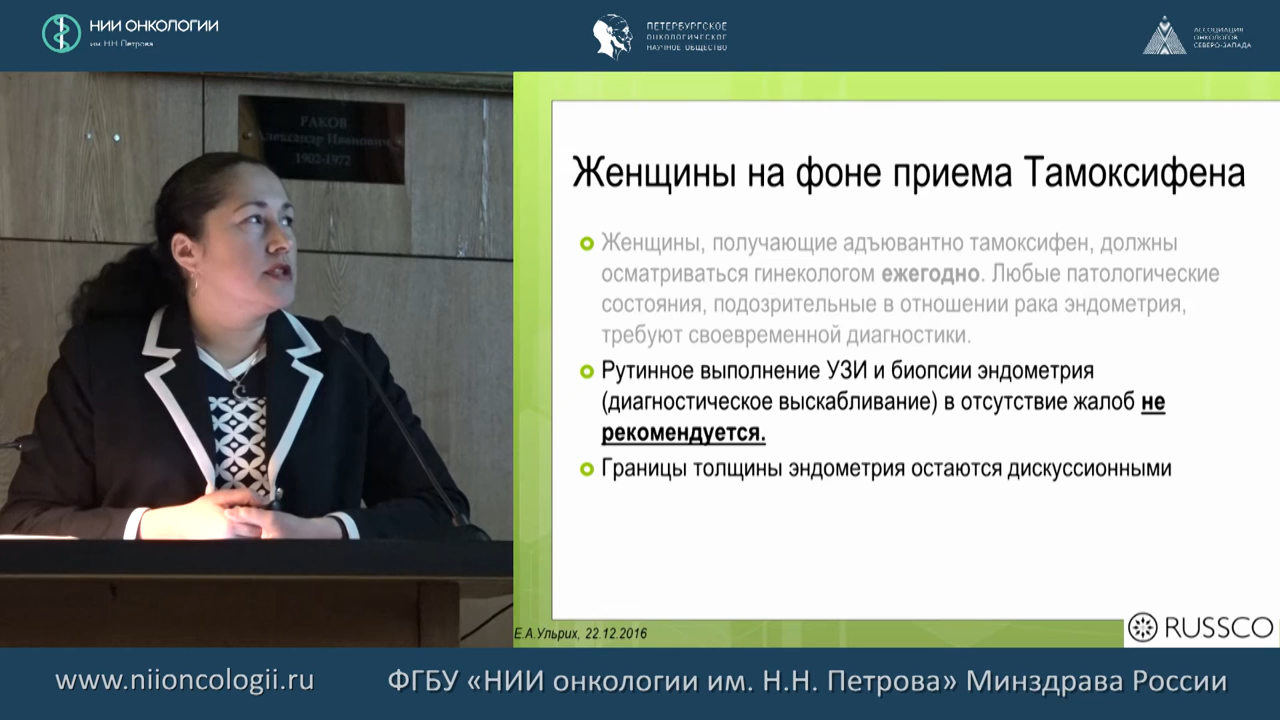 НИИ ОНКОЛОГИИ
им. Н.Н. Петрова
ПЕТЕРБУРГСКОЕ
ОНКОЛОГИЧЕСКОЕ
НАУЧНОЕ ОБЩЕСТВО
АССОЦИАЦИЯ
ОНКОЛОГОВ
СЕВЕРО-ЗАПАДА
РАКОВ
Александр Иванович
1902-1972
Женщины на фоне приема Тамоксифена
Женщины, получающие адъювантно тамоксифен, должны
осматриваться гинекологом ежегодно. Любые патологические
состояния, подозрительные в отношении рака эндометрия,
требуют своевременной диагностики.
Рутинное выполнение УЗИ и биопсии эндометрия
(диагностическое выскабливание) в отсутствие жалоб не
рекомендуется.
Границы толщины эндометрия остаются дискуссионными
Е.А.Ульрих, 22.12.2016
RUSSCO
www.niioncologii.ru
ФГБУ «НИИ онкологии им. Н.Н. Петрова» Минздрава России